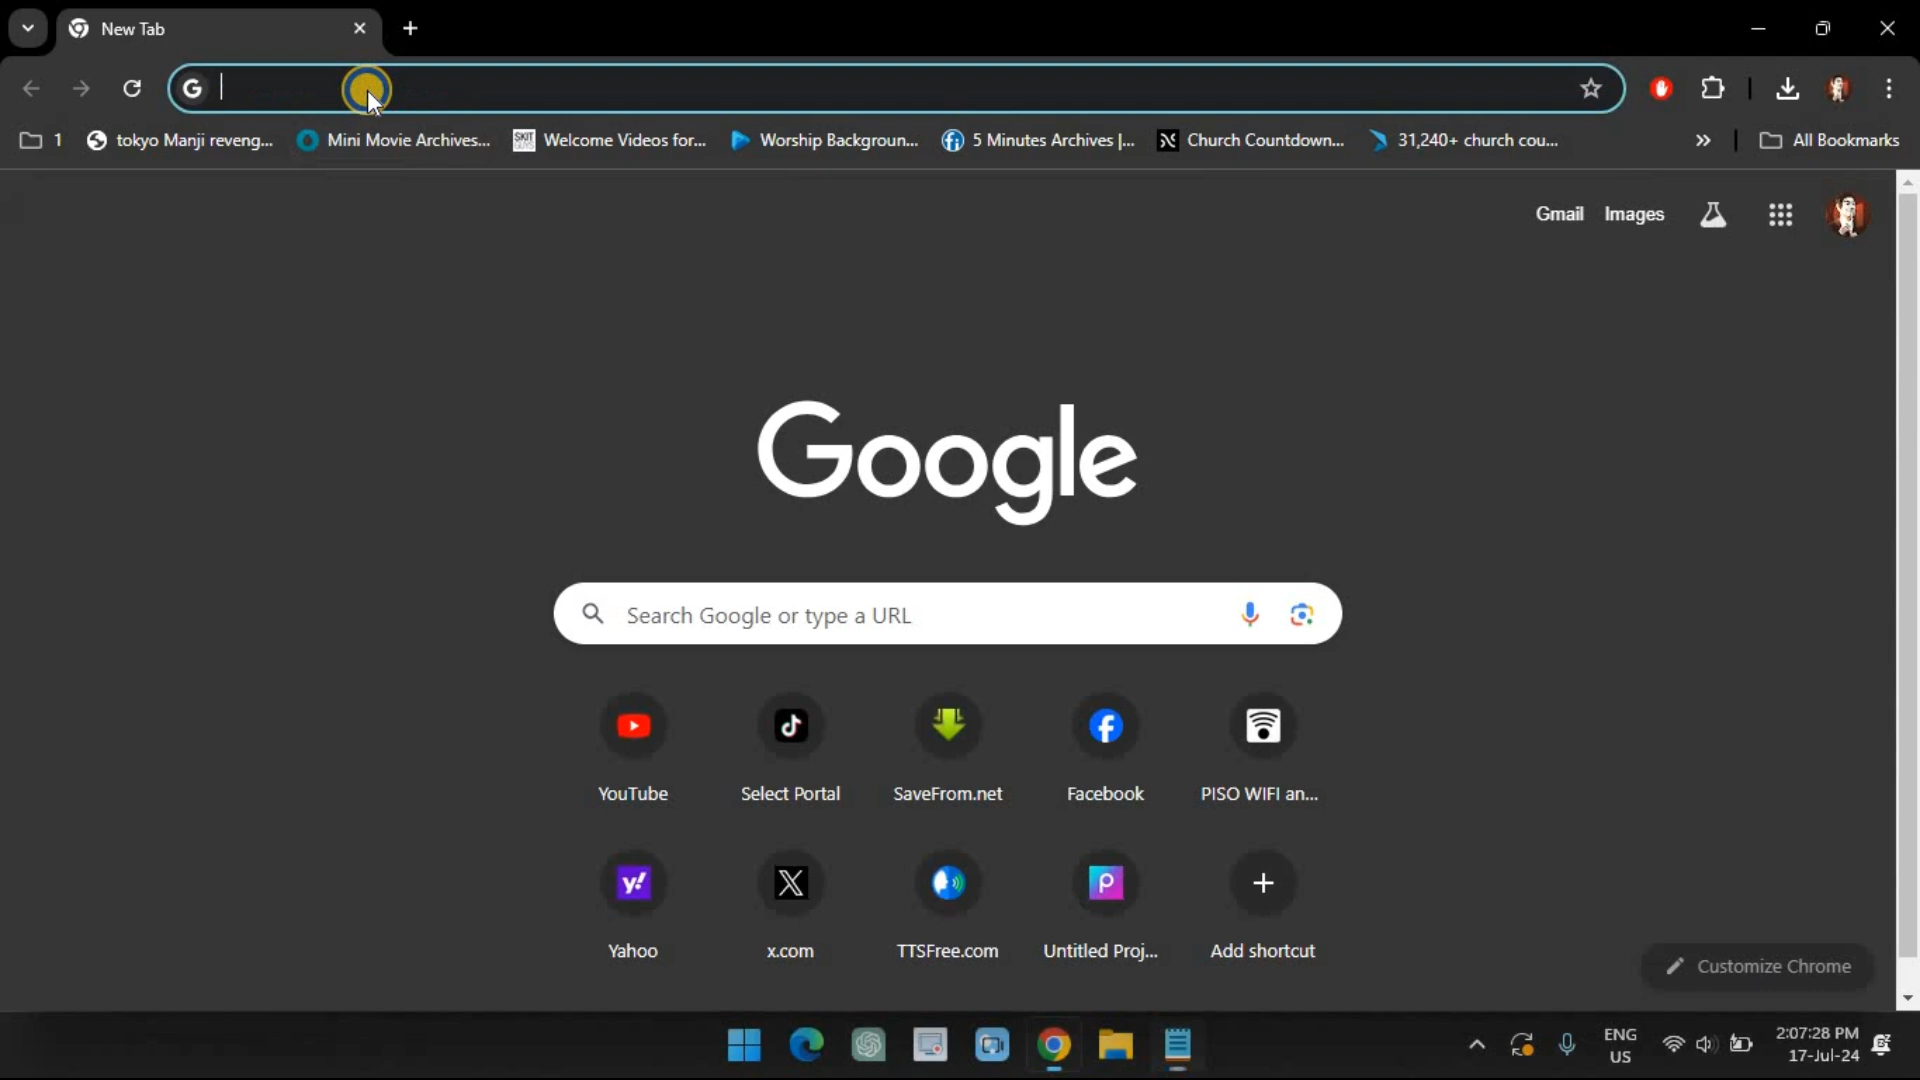 New Tab
1
tokyo Manji reveng...
Mini Movie Archives...
SKIT GUYS
Welcome Videos for...
Worship Backgroun...
5 Minutes Archives |...
Church Countdown...
31,240+ church cou...
All Bookmarks
Gmail
Images
Google
Search Google or type a URL
YouTube
Select Portal
SaveFrom.net
Facebook
PISO WIFI an...
Yahoo
x.com
TTSFree.com
Untitled Proj...
Add shortcut
Customize Chrome
ENG
US
2:07:28 PM
17-Jul-24